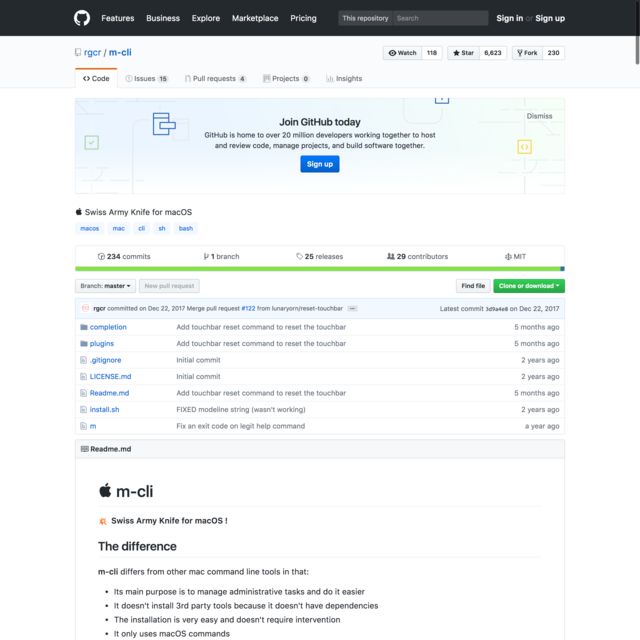 Features Business Explore Marketplace Pricing This repository Search Sign in or Sign up
rgcr / m-cli Watch 118 Star 6,623 Fork 230
Code Issues 15 Pull requests 4 Projects 0 Insights
Dismiss
Join GitHub today
GitHub is home to over 20 million developers working together to host
and review code, manage projects, and build software together.
Sign up
Swiss Army Knife for macOS
macos mac cli sh bash
234 commits 1 branch 25 releases 29 contributors MIT
Branch: master New pull request Find file Clone or download
rgcr committed on Dec 22, 2017 Merge pull request #122 from lunaryorn/reset-touchbar Latest commit 3d9a4e8 on Dec 22, 2017
completion Add touchbar reset command to reset the touchbar 5 months ago
plugins Add touchbar reset command to reset the touchbar 5 months ago
.gitignore Initial commit 2 years ago
LICENSE.md Initial commit 2 years ago
Readme.md Add touchbar reset command to reset the touchbar 5 months ago
install.sh FIXED modeline string (wasn't working) 2 years ago
m Fix an exit code on legit help command a year ago
Readme.md
m-cli
Swiss Army Knife for macOS !
The difference
m-cli differs from other mac command line tools in that:
• Its main purpose is to manage administrative tasks and do it easier
• It doesn't install 3rd party tools because it doesn't have dependencies
• The installation is very easy and doesn't require intervention
• It only uses macOS commands